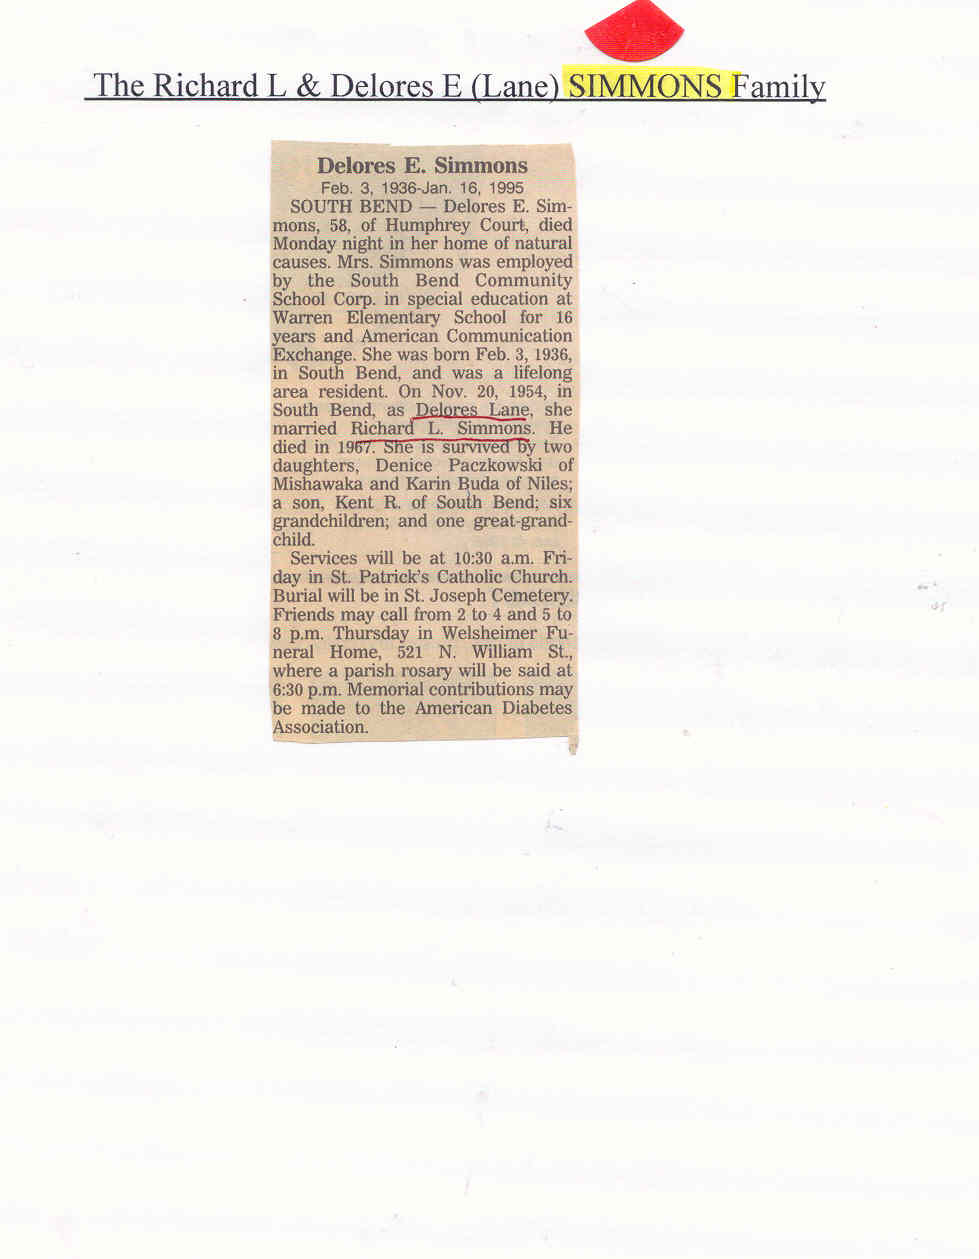 The Richard L & Delores E (Lane) SIMMONS Family
Delores E. Simmons
Feb. 3, 1936-Jan. 16, 1995
SOUTH BEND — Delores E. Sim-
mons, 58, of Humphrey Court, died
Monday night in her home of natural
causes. Mrs. Simmons was employed
by the South Bend Community
School Corp. in special education at
Warren Elementary School for 16
years and American Communication
Exchange. She was born Feb. 3, 1936,
in South Bend, and was a lifelong
area resident. On Nov. 20, 1954, in
South Bend, as Delores Lane, she
married Richard L. Simmons. He
died in 1967. She is survived by two
daughters, Denice Paczkowski of
Mishawaka and Karin Buda of Niles;
a son, Kent R. of South Bend; six
grandchildren; and one great-grand-
child.
Services will be at 10:30 a.m. Fri-
day in St. Patrick's Catholic Church.
Burial will be in St. Joseph Cemetery.
Friends may call from 2 to 4 and 5 to
8 p.m. Thursday in Welsheimer Fu-
neral Home, 521 N. William St.,
where a parish rosary will be said at
6:30 p.m. Memorial contributions may
be made to the American Diabetes
Association.